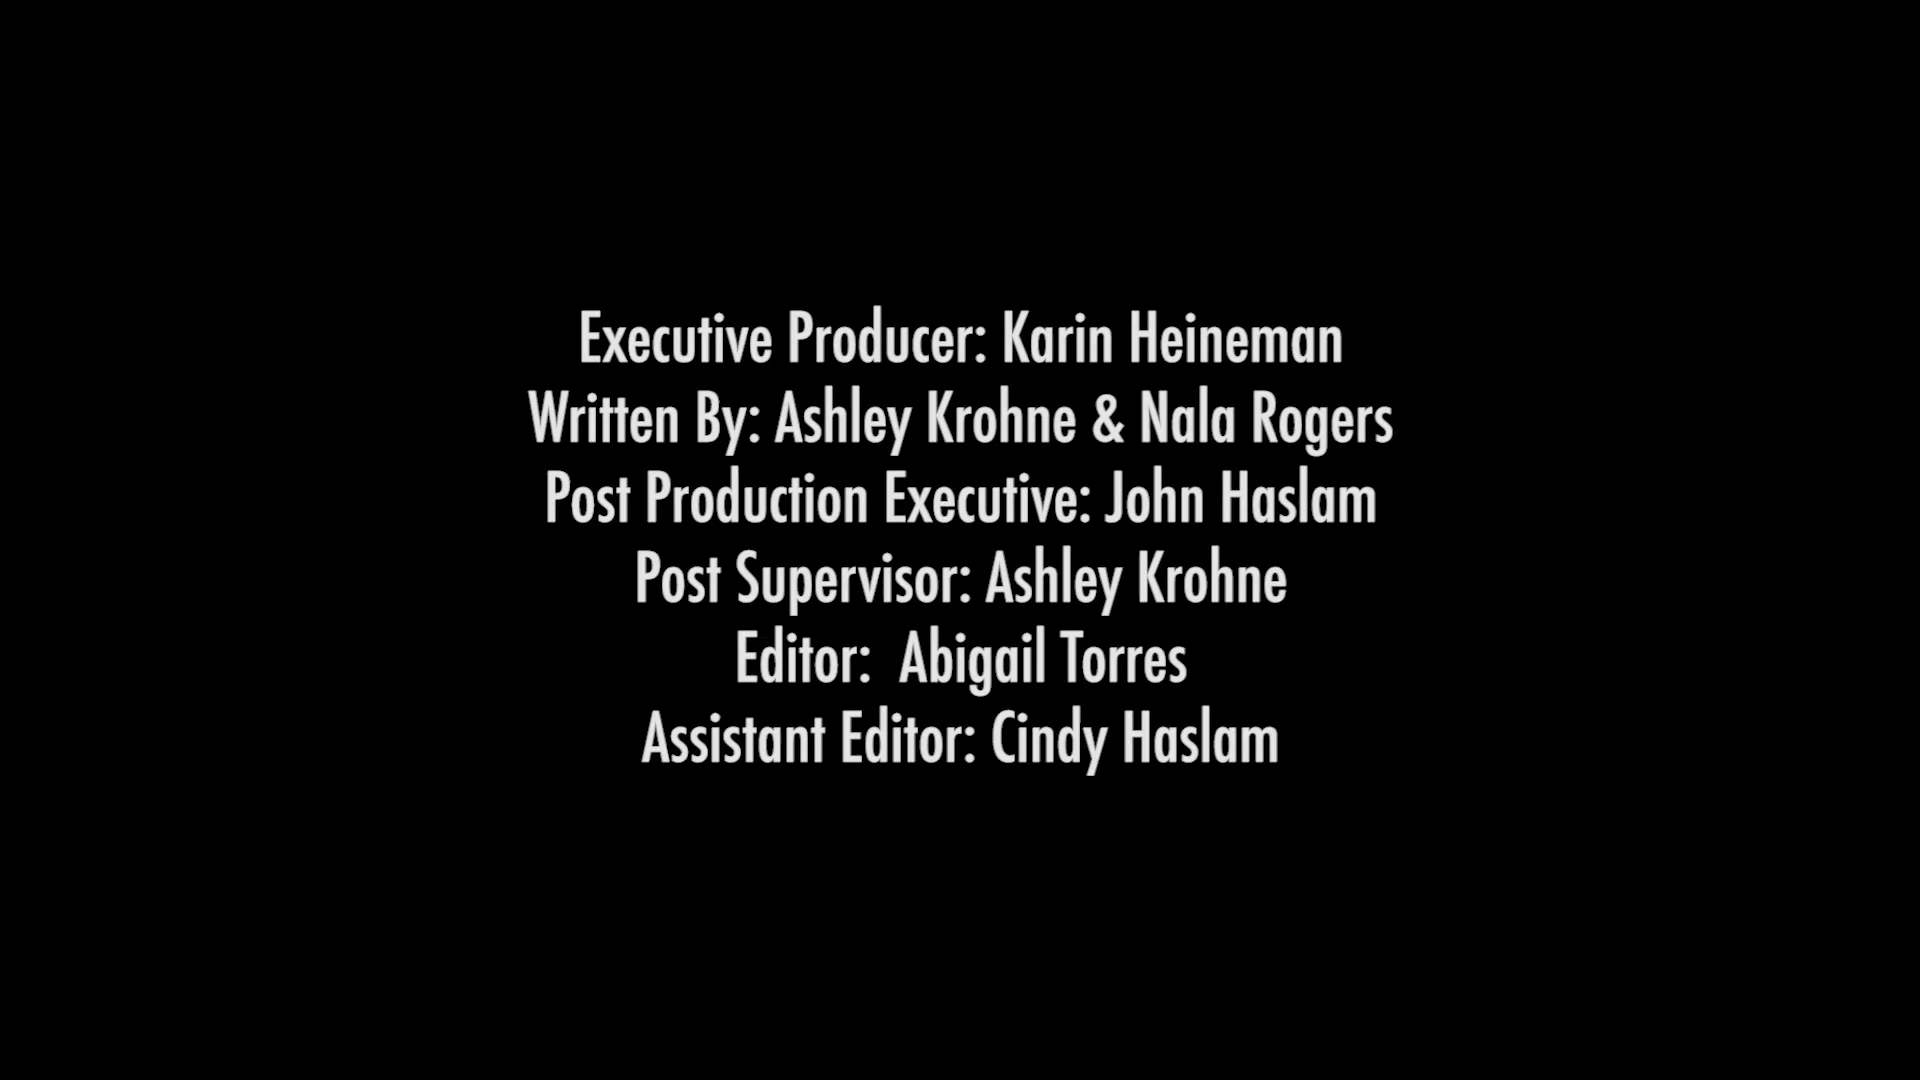 Executive Producer: Karin Heineman
Written By: Ashley Krohne & Nala Rogers
Post Production Executive: John Haslam
Post Supervisor: Ashley Krohne
Editor:  Abigail Torres
Assistant Editor: Cindy Haslam